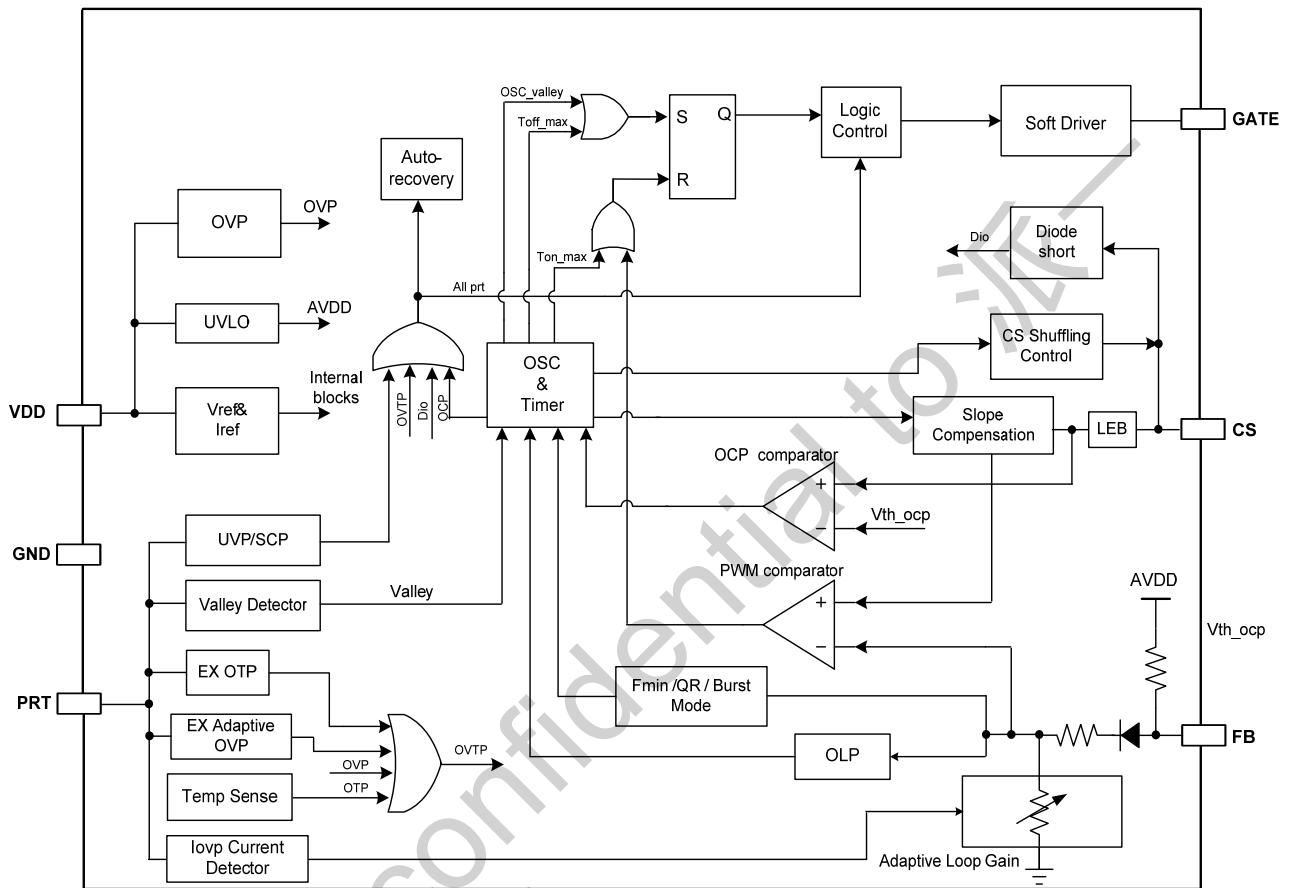 OSC_valley
Toff_max
S
Q
R
Logic
Control
Soft Driver
GATE
Auto-
recovery
OVP
OVP
Ton_max
Dio
Diode
short
All prt
UVLO
AVDD
CS Shuffling
Control
OSC
&
Timer
Internal
blocks
VDD
Vref&
Iref
OVTP
Dio
OCP
Slope
Compensation
LEB
CS
OCP comparator
+
Vth_ocp
−
UVP/SCP
GND
PWM comparator
AVDD
Valley Detector
Valley
+
−
Vth_ocp
EX OTP
Fmin /QR / Burst
Mode
PRT
EX Adaptive
OVP
OVP
OTP
OVTP
FB
OLP
Temp Sense
Iovp Current
Detector
Adaptive Loop Gain
confidential to 派一